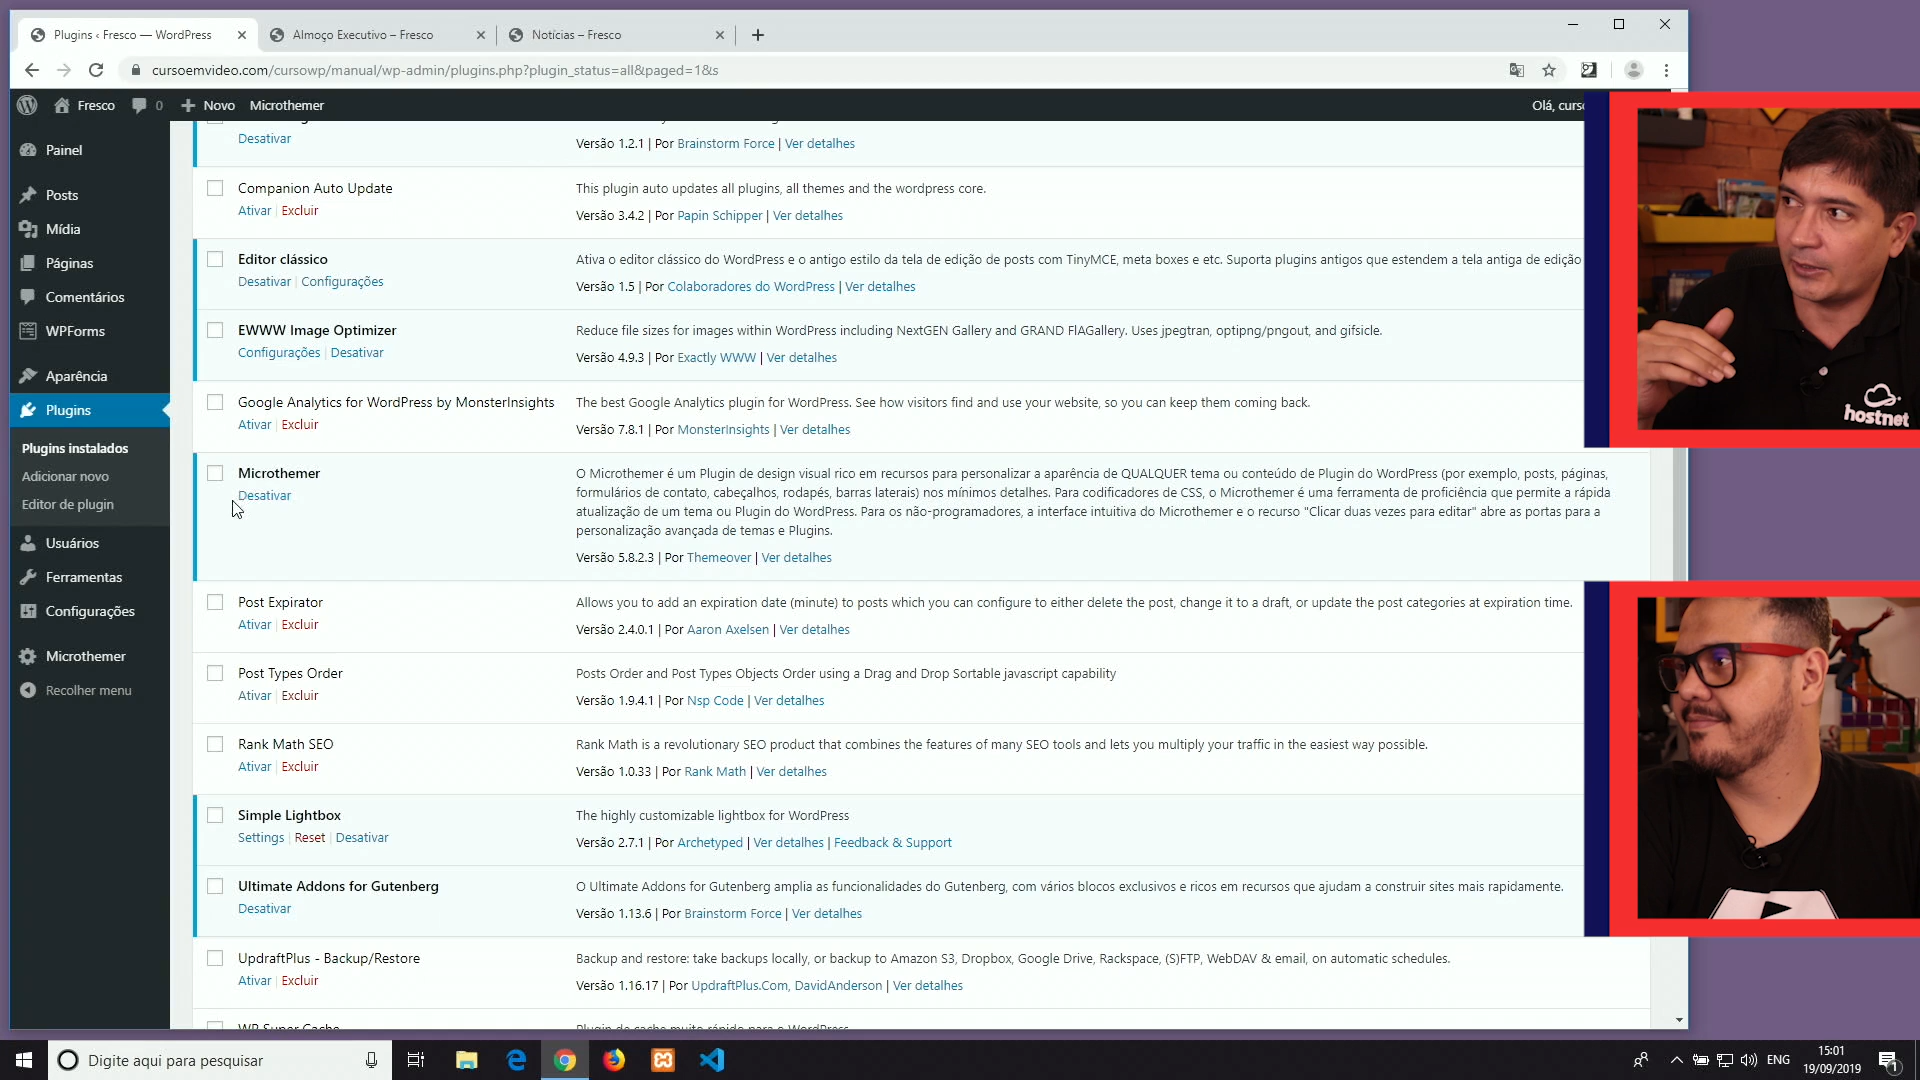 Plugins ‹ Fresco — WordPress
Almoço Executivo – Fresco
Notícias – Fresco
cursoemvideo.com/cursowp/manual/wp-admin/plugins.php?plugin_status=all&paged=1&s
Fresco
0
Novo
Microthemer
Olá, curso
Painel
Posts
Mídia
Páginas
Comentários
WPForms
Aparência
Plugins
Plugins instalados
Adicionar novo
Editor de plugin
Usuários
Ferramentas
Configurações
Microthemer
Recolher menu
Desativar
Versão 1.2.1 | Por Brainstorm Force | Ver detalhes
Companion Auto Update
Ativar | Excluir
This plugin auto updates all plugins, all themes and the wordpress core.
Versão 3.4.2 | Por Papin Schipper | Ver detalhes
Editor clássico
Desativar | Configurações
Ativa o editor clássico do WordPress e o antigo estilo da tela de edição de posts com TinyMCE, meta boxes e etc. Suporta plugins antigos que estendem a tela antiga de edição
Versão 1.5 | Por Colaboradores do WordPress | Ver detalhes
EWWW Image Optimizer
Configurações | Desativar
Reduce file sizes for images within WordPress including NextGEN Gallery and GRAND FlAGallery. Uses jpegtran, optipng/pngout, and gifsicle.
Versão 4.9.3 | Por Exactly WWW | Ver detalhes
Google Analytics for WordPress by MonsterInsights
Ativar | Excluir
The best Google Analytics plugin for WordPress. See how visitors find and use your website, so you can keep them coming back.
Versão 7.8.1 | Por MonsterInsights | Ver detalhes
Microthemer
Desativar
O Microthemer é um Plugin de design visual rico em recursos para personalizar a aparência de QUALQUER tema ou conteúdo de Plugin do WordPress (por exemplo, posts, páginas,
formulários de contato, cabeçalhos, rodapés, barras laterais) nos mínimos detalhes. Para codificadores de CSS, o Microthemer é uma ferramenta de proficiência que permite a rápida
atualização de um tema ou Plugin do WordPress. Para os não-programadores, a interface intuitiva do Microthemer e o recurso "Clicar duas vezes para editar" abre as portas para a
personalização avançada de temas e Plugins.
Versão 5.8.2.3 | Por Themeover | Ver detalhes
Post Expirator
Ativar | Excluir
Allows you to add an expiration date (minute) to posts which you can configure to either delete the post, change it to a draft, or update the post categories at expiration time.
Versão 2.4.0.1 | Por Aaron Axelsen | Ver detalhes
Post Types Order
Ativar | Excluir
Posts Order and Post Types Objects Order using a Drag and Drop Sortable javascript capability
Versão 1.9.4.1 | Por Nsp Code | Ver detalhes
Rank Math SEO
Ativar | Excluir
Rank Math is a revolutionary SEO product that combines the features of many SEO tools and lets you multiply your traffic in the easiest way possible.
Versão 1.0.33 | Por Rank Math | Ver detalhes
Simple Lightbox
Settings | Reset | Desativar
The highly customizable lightbox for WordPress
Versão 2.7.1 | Por Archetyped | Ver detalhes | Feedback & Support
Ultimate Addons for Gutenberg
Desativar
O Ultimate Addons for Gutenberg amplia as funcionalidades do Gutenberg, com vários blocos exclusivos e ricos em recursos que ajudam a construir sites mais rapidamente.
Versão 1.13.6 | Por Brainstorm Force | Ver detalhes
UpdraftPlus - Backup/Restore
Ativar | Excluir
Backup and restore: take backups locally, or backup to Amazon S3, Dropbox, Google Drive, Rackspace, (S)FTP, WebDAV & email, on automatic schedules.
Versão 1.16.17 | Por UpdraftPlus.Com, DavidAnderson | Ver detalhes
WP Super Cache
Plugin de cache muito rápido para o WordPress
hostnet
Digite aqui para pesquisar
ENG
15:01
19/09/2019
1